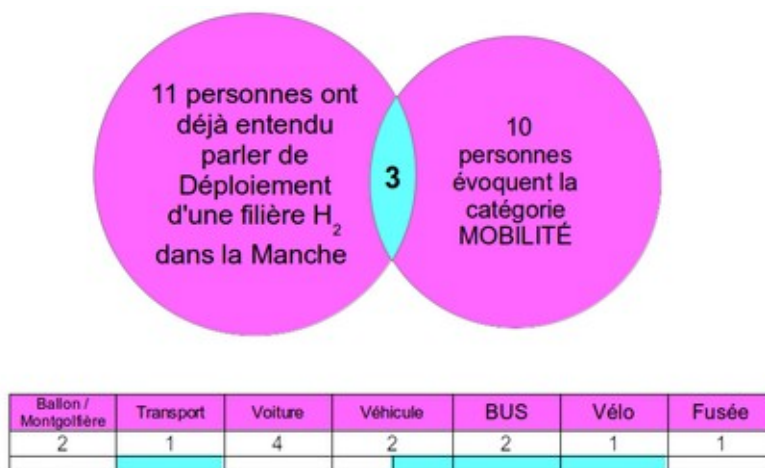 11 personnes ont
déjà entendu
parler de
Déploiement
d'une filière H2
dans la Manche
3
10
personnes
évoquent la
catégorie
MOBILITÉ
Ballon / Montgolfière Transport Voiture Véhicule BUS Vélo Fusée
2 1 4 2 2 1 1